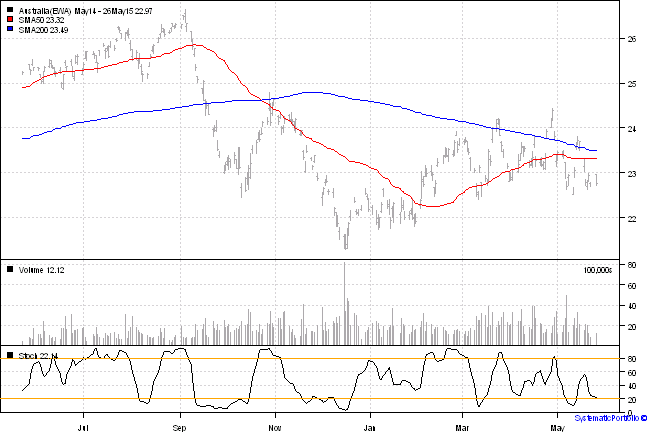 Australia(EWA) May14 - 26May15 22.97
SMA50 23.32
SMA200 23.49
26
25
24
23
22
Volume 12.12
100,000s
80
60
40
20
Stoch 22.14
80
60
40
20
0
Jul
Sep
Nov
Jan
Mar
May
SystematicPortfolio ©